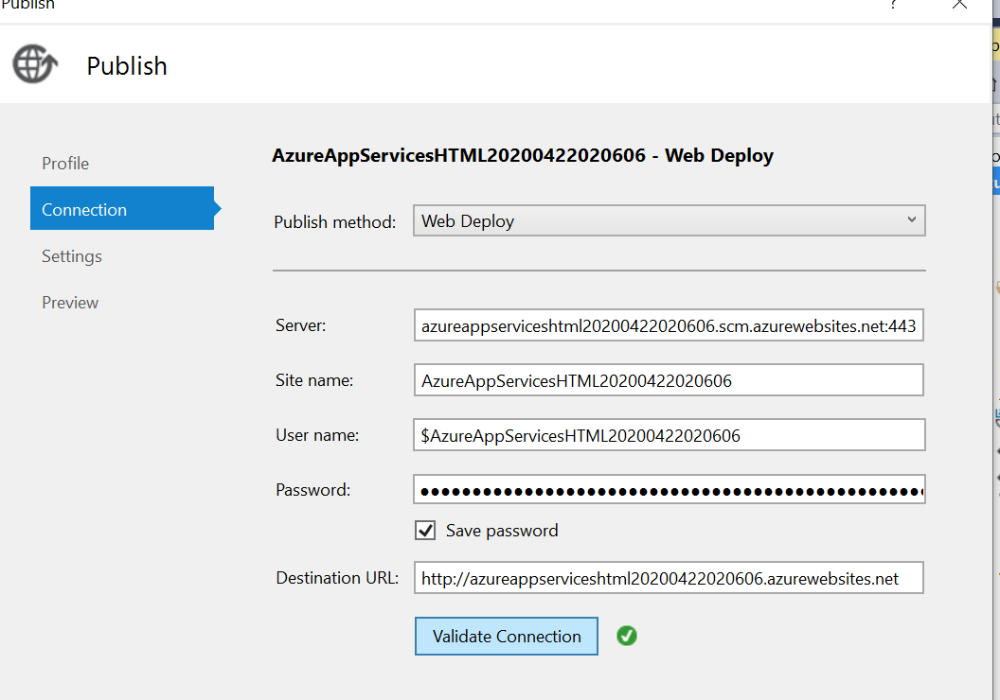 Publish
?
Publish
AzureAppServicesHTML20200422020606 - Web Deploy
Profile
Connection
Settings
Preview
Publish method: Web Deploy
Server: azureappserviceshtml20200422020606.scm.azurewebsites.net:443
Site name: AzureAppServicesHTML20200422020606
User name: $AzureAppServicesHTML20200422020606
Password:
Save password
Destination URL: http://azureappserviceshtml20200422020606.azurewebsites.net
Validate Connection